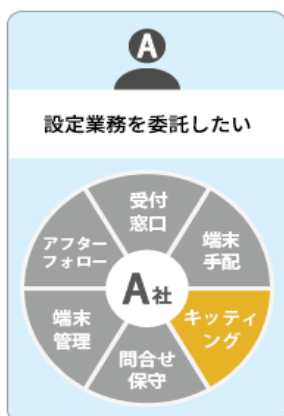 A
設定業務を委託したい
受付
窓口
端末
手配
キッティ
ング
問合せ
保守
端末
管理
アフター
フォロー
A社